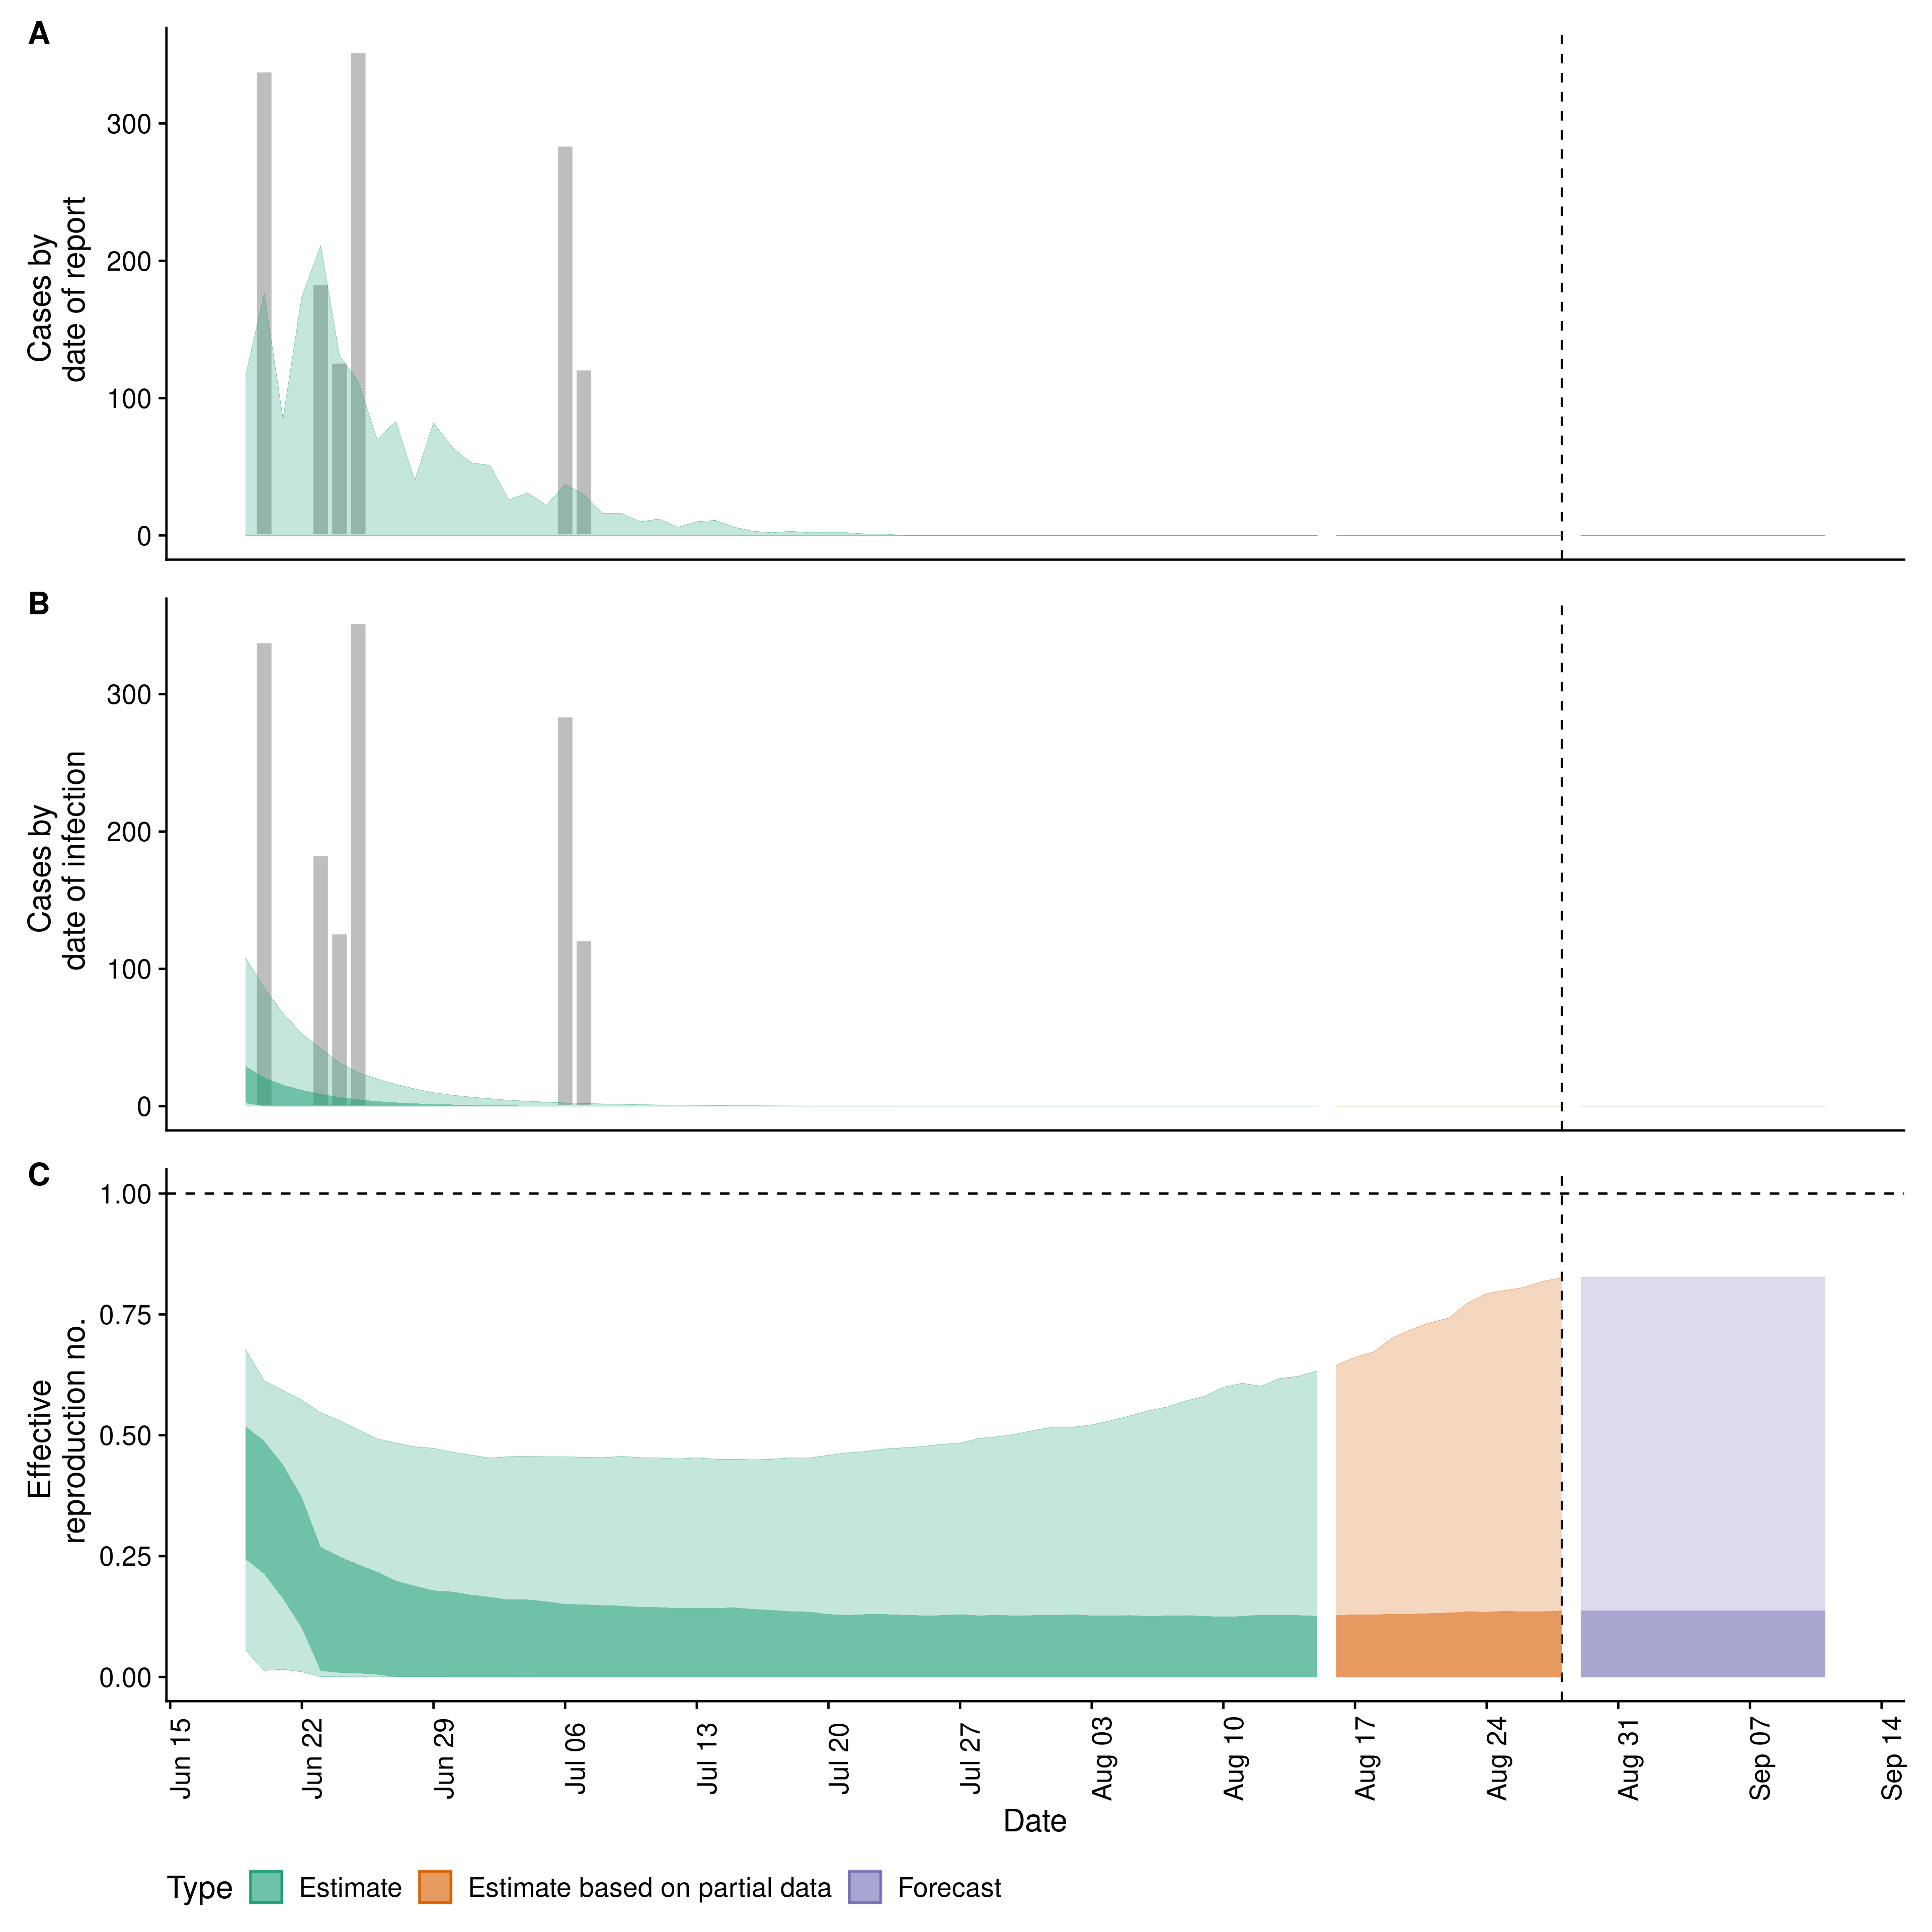 A
Cases by
date of report
300
200
100
0
B
Cases by
date of infection
300
200
100
0
C
Effective
reproduction no.
1.00
0.75
0.50
0.25
0.00
Jun 15
Jun 22
Jun 29
Jul 06
Jul 13
Jul 20
Jul 27
Aug 03
Aug 10
Aug 17
Aug 24
Aug 31
Sep 07
Sep 14
Date
Type Estimate Estimate based on partial data Forecast